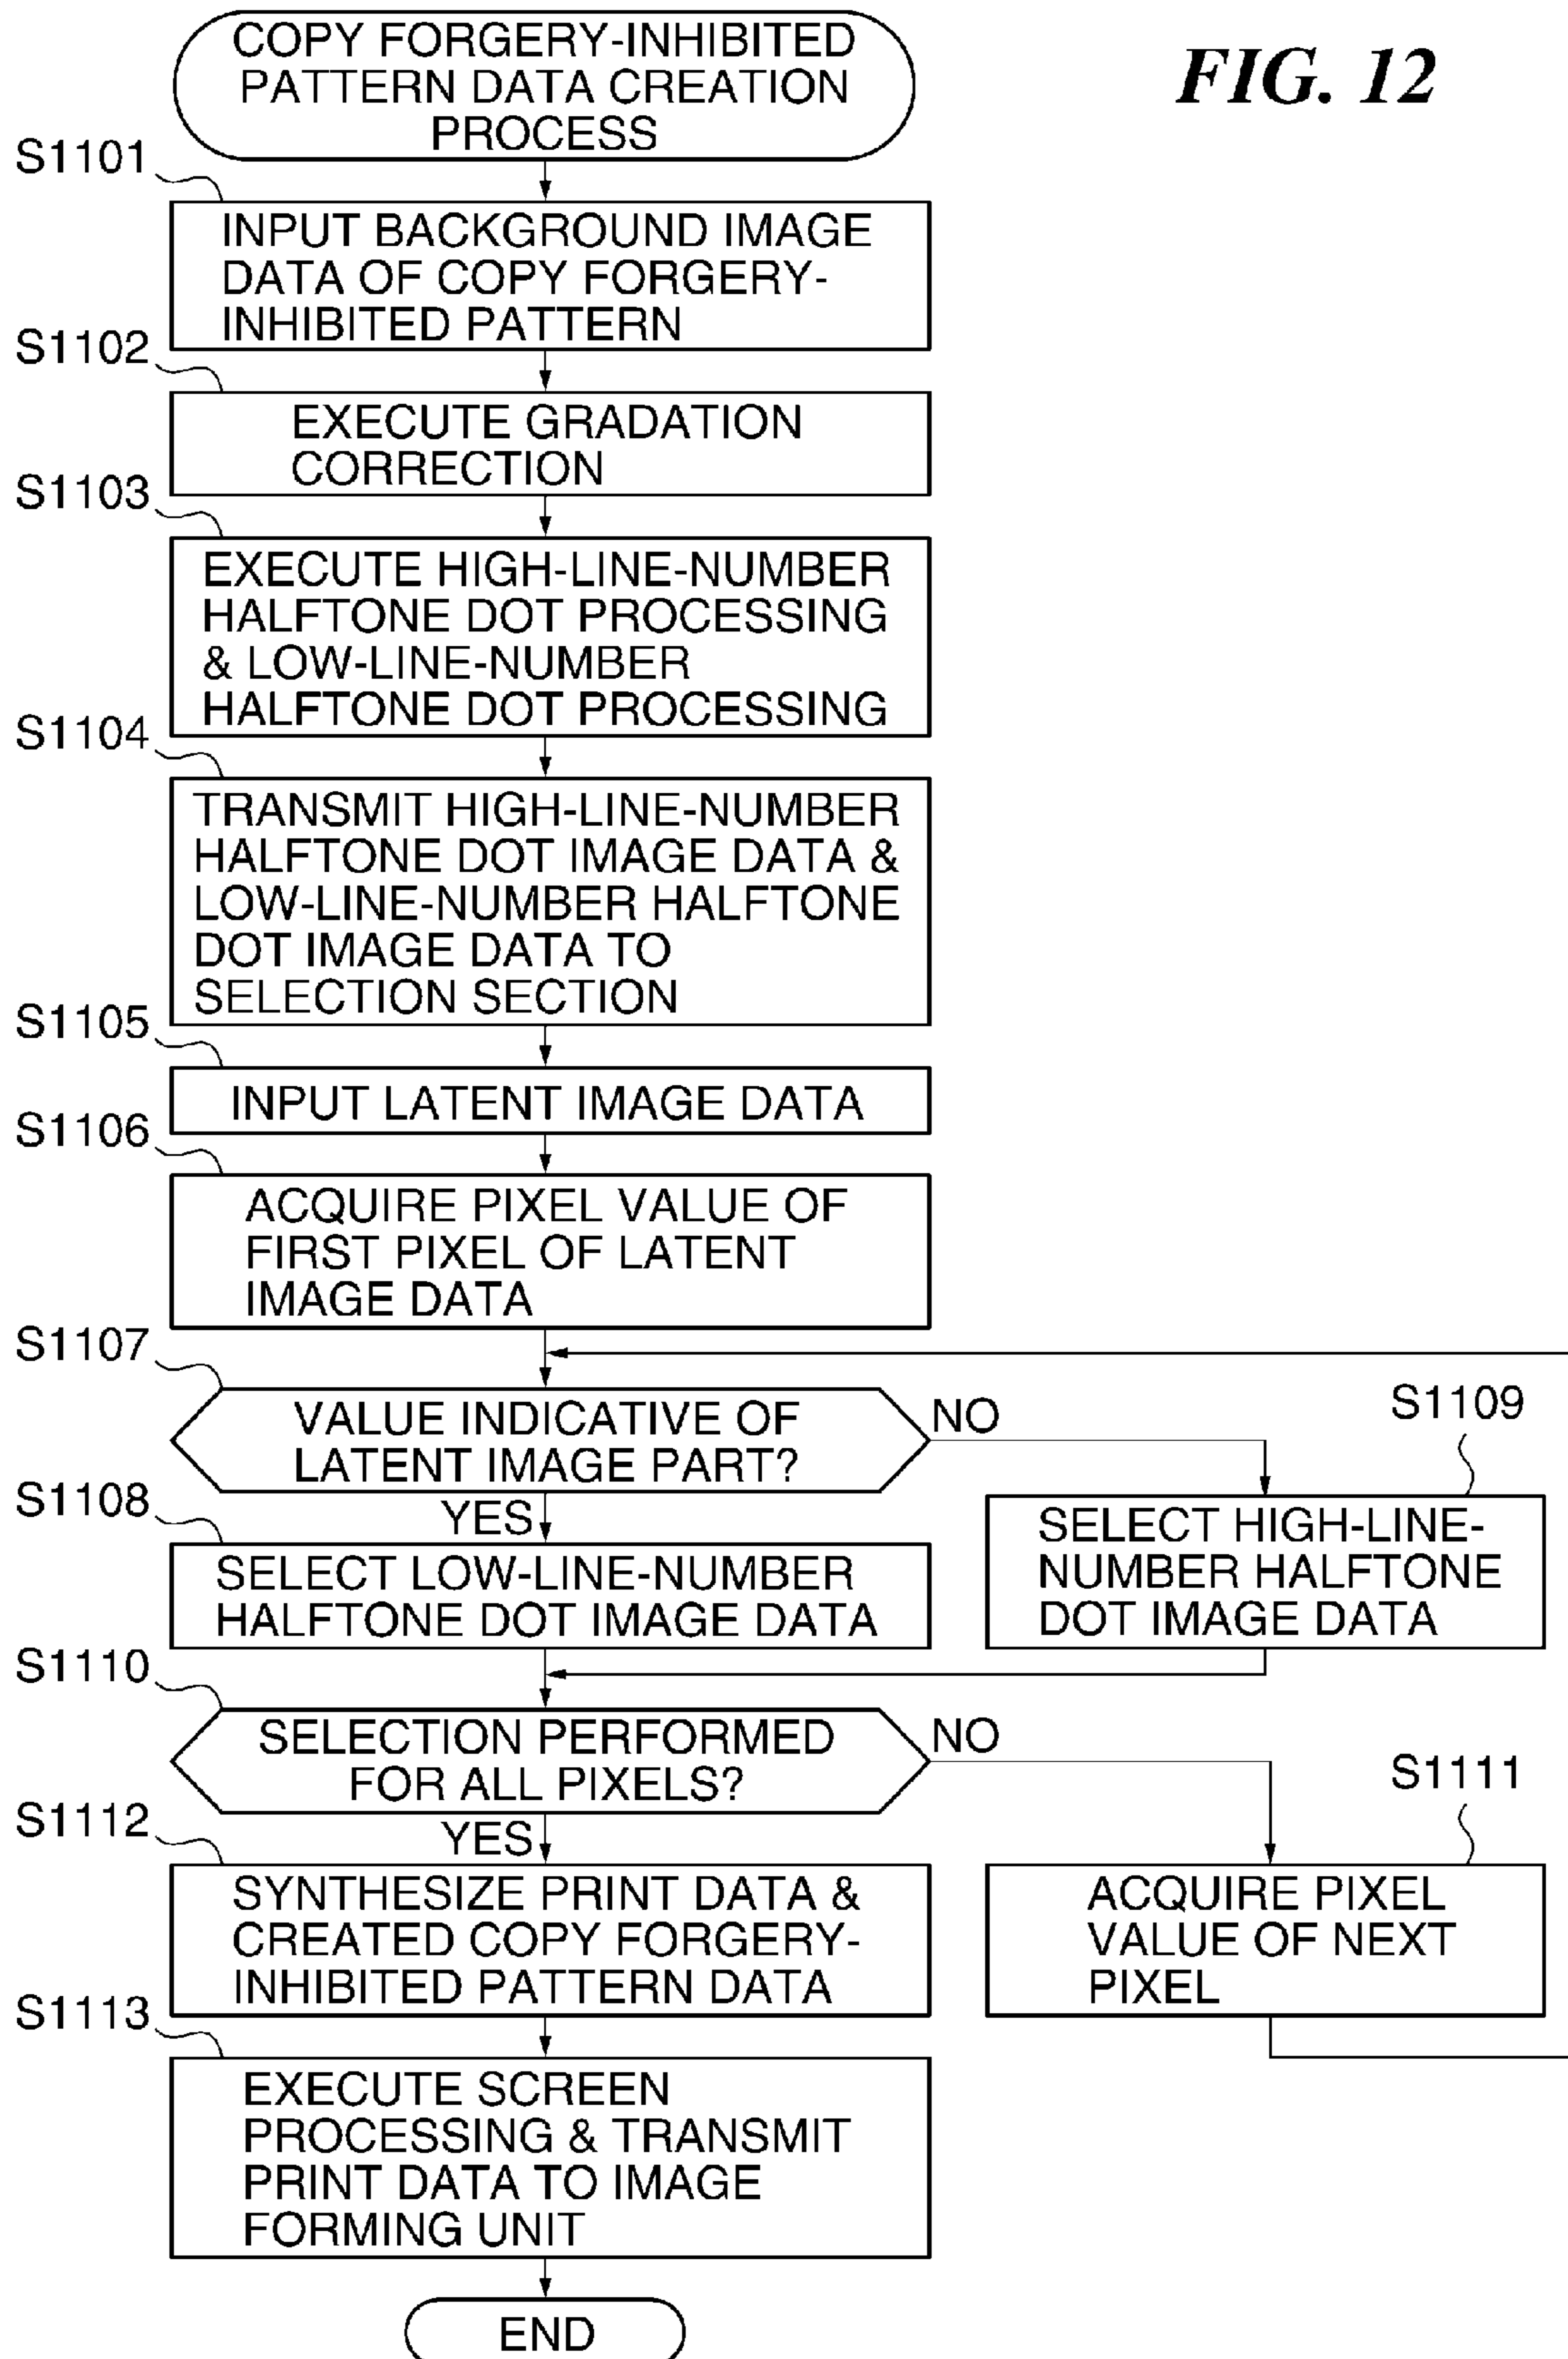 FIG. 12
COPY FORGERY-INHIBITED
PATTERN DATA CREATION
PROCESS
S1101
INPUT BACKGROUND IMAGE
DATA OF COPY FORGERY-
INHIBITED PATTERN
S1102
EXECUTE GRADATION
CORRECTION
S1103
EXECUTE HIGH-LINE-NUMBER
HALFTONE DOT PROCESSING
& LOW-LINE-NUMBER
HALFTONE DOT PROCESSING
S1104
TRANSMIT HIGH-LINE-NUMBER
HALFTONE DOT IMAGE DATA &
LOW-LINE-NUMBER HALFTONE
DOT IMAGE DATA TO
SELECTION SECTION
S1105
INPUT LATENT IMAGE DATA
S1106
ACQUIRE PIXEL VALUE OF
FIRST PIXEL OF LATENT
IMAGE DATA
S1107
VALUE INDICATIVE OF
LATENT IMAGE PART?
NO
YES
S1108
SELECT LOW-LINE-NUMBER
HALFTONE DOT IMAGE DATA
S1109
SELECT HIGH-LINE-
NUMBER HALFTONE
DOT IMAGE DATA
S1110
SELECTION PERFORMED
FOR ALL PIXELS?
NO
YES
S1111
ACQUIRE PIXEL
VALUE OF NEXT
PIXEL
S1112
SYNTHESIZE PRINT DATA &
CREATED COPY FORGERY-
INHIBITED PATTERN DATA
S1113
EXECUTE SCREEN
PROCESSING & TRANSMIT
PRINT DATA TO IMAGE
FORMING UNIT
END